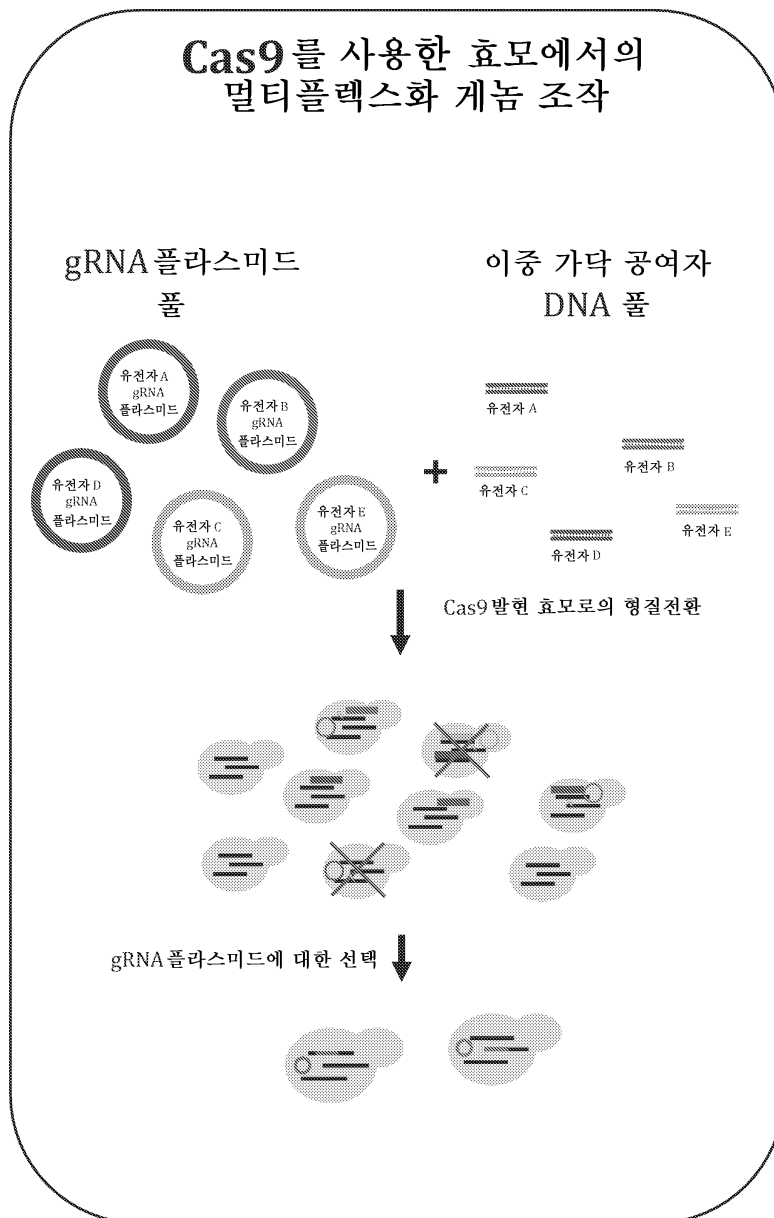 Cas9를 사용한 효모에서의
멀티플렉스화 게놈 조작
gRNA 플라스미드
풀
이중 가닥 공여자
DNA 풀
유전자 A
gRNA
플라스미드
유전자 B
gRNA
플라스미드
유전자 D
gRNA
플라스미드
유전자 C
gRNA
플라스미드
유전자 E
gRNA
플라스미드
+
유전자 A
유전자 B
유전자 C
유전자 E
유전자 D
Cas9 발현 효모로의 형질전환
gRNA 플라스미드에 대한 선택